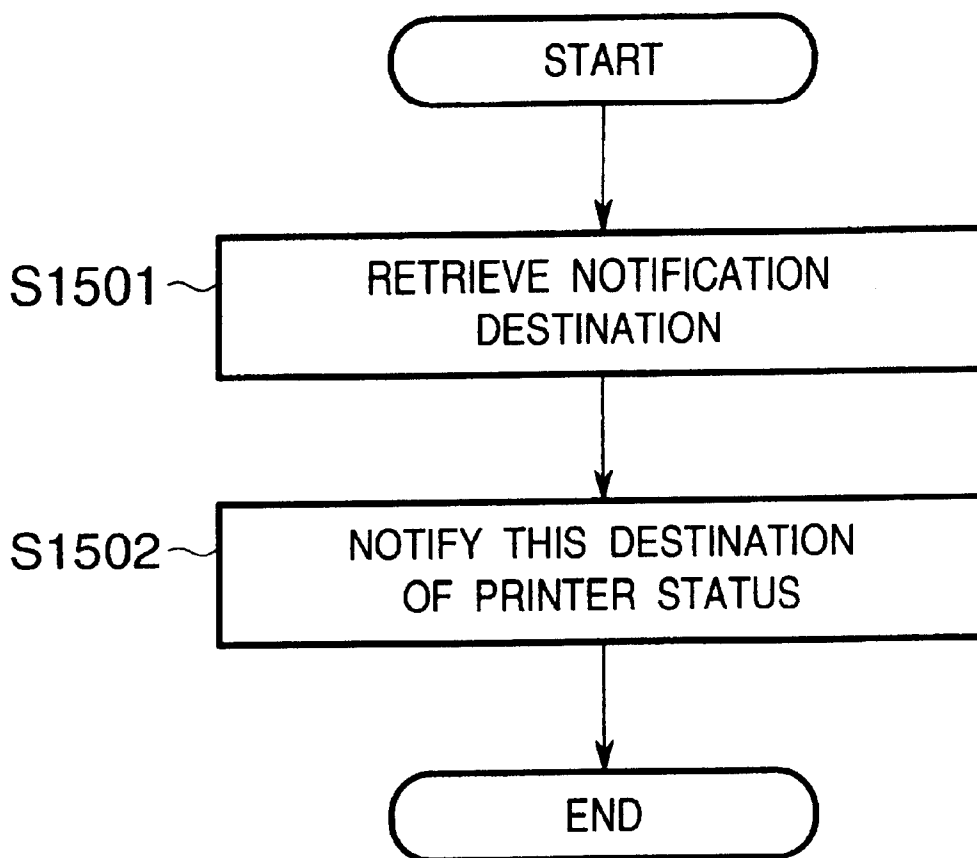 START
S1501
RETRIEVE NOTIFICATION
DESTINATION
S1502
NOTIFY THIS DESTINATION
OF PRINTER STATUS
END